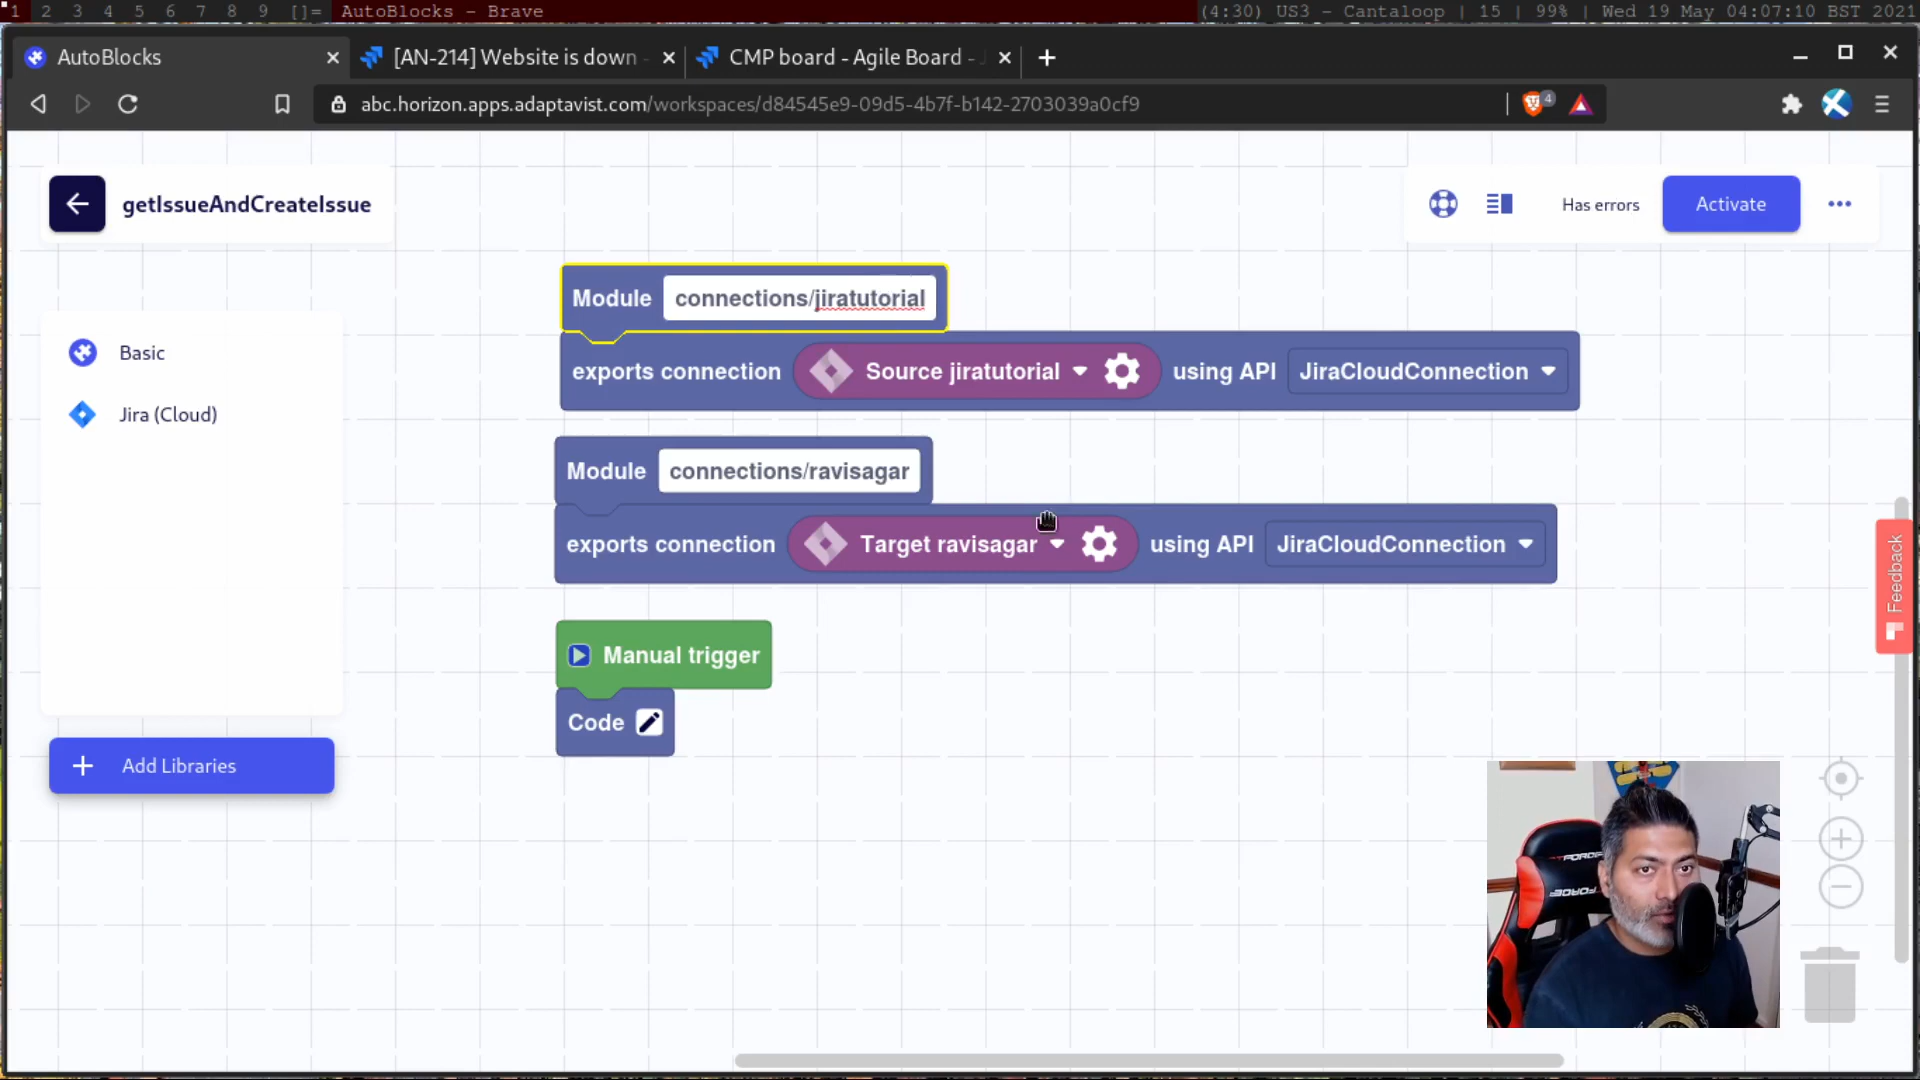 1 2 3 4 5 6 7 8 9 []= AutoBlocks - Brave
(4:30) US3 - Cantaloop | 15 | 99% | Wed 19 May 04:07:10 BST 2021
AutoBlocks
[AN-214] Website is down -
CMP board - Agile Board -
abc.horizon.apps.adaptavist.com/workspaces/d84545e9-09d5-4b7f-b142-2703039a0cf9
4
getIssueAndCreateIssue
Has errors
Activate
Module connections/jiratutorial
exports connection Source jiratutorial using API JiraCloudConnection
Basic
Jira (Cloud)
Module connections/ravisagar
exports connection Target ravisagar using API JiraCloudConnection
Feedback
Manual trigger
Code
Add Libraries